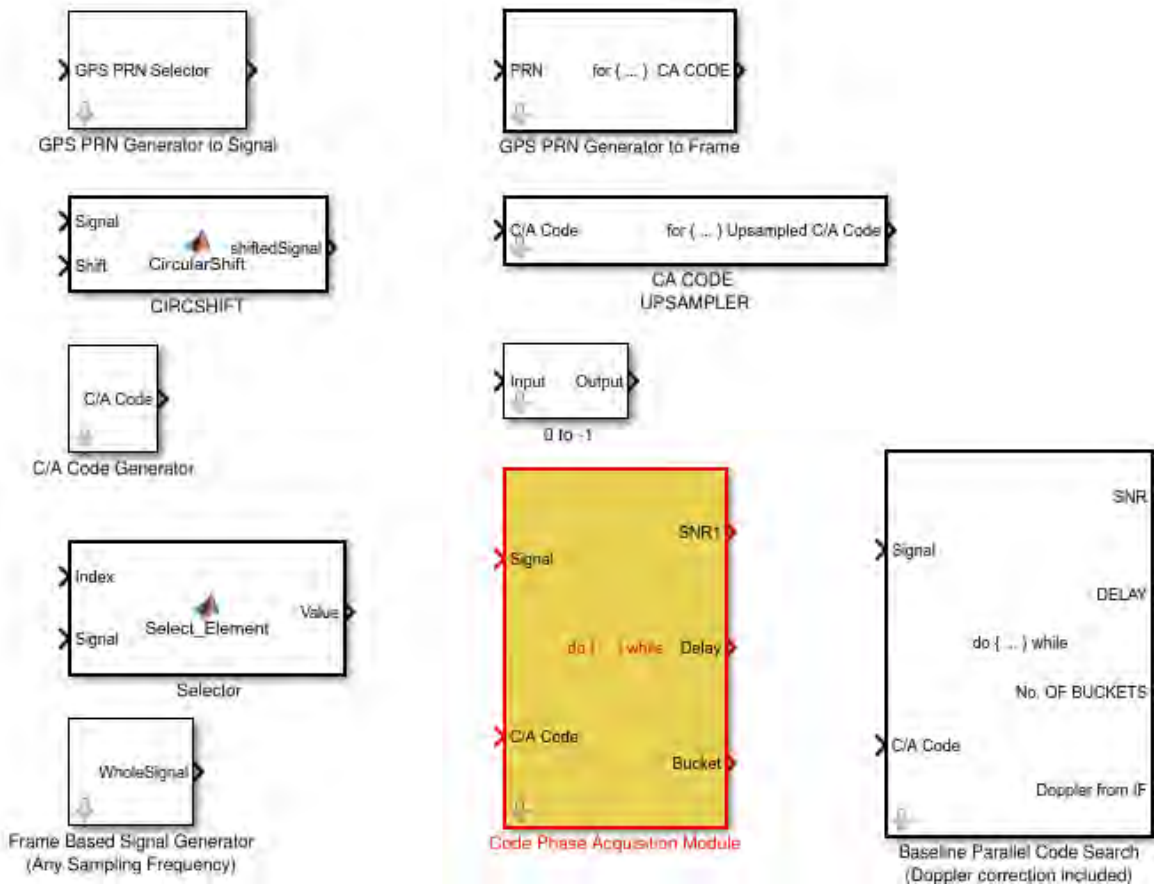 GPS PRN Selector
GPS PRN Generator to Signal
PRN for { ... } CA CODE
GPS PRN Generator to Frame
Signal
Shift
CircularShift
shiftedSignal
CIRCSHIFT
C/A Code for { ... } Upsampled C/A Code
CA CODE
UPSAMPLER
C/A Code
C/A Code Generator
Input Output
0 to -1
Index
Signal
Select_Element
Value
Selector
Signal
C/A Code
do { ... } while
SNR1
Delay
Bucket
Code Phase Acquisition Module
Signal
C/A Code
do { ... } while
SNR
DELAY
No. OF BUCKETS
Doppler from IF
Baseline Parallel Code Search
(Doppler correction included)
WholeSignal
Frame Based Signal Generator
(Any Sampling Frequency)